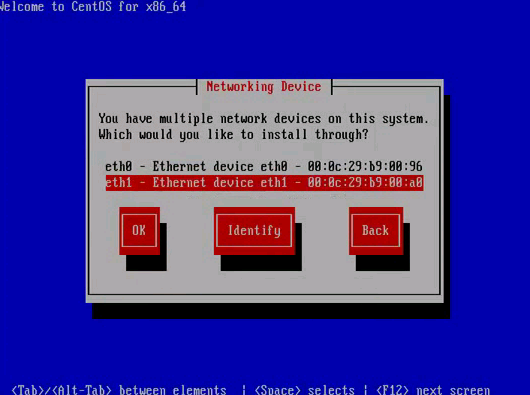 Welcome to CentOS for x86_64
Networking Device
You have multiple network devices on this system.
Which would you like to install through?
eth0 - Ethernet device eth0 - 00:0c:29:b9:00:96
eth1 - Ethernet device eth1 - 00:0c:29:b9:00:a0
OK Identify Back
<Tab>/<Alt-Tab> between elements | <Space> selects | <F12> next screen